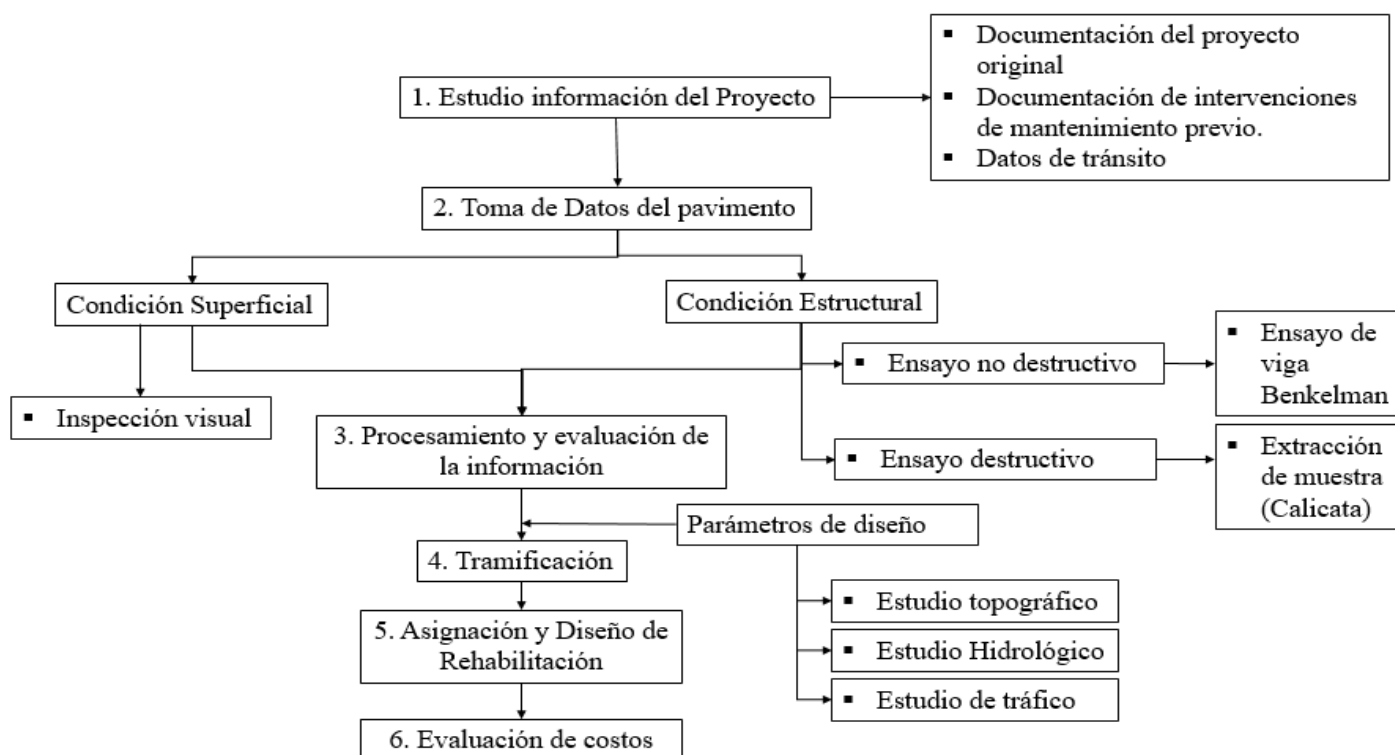 1. Estudio información del Proyecto
▪ Documentación del proyecto
original
▪ Documentación de intervenciones
de mantenimiento previo.
▪ Datos de tránsito
2. Toma de Datos del pavimento
Condición Superficial
Condición Estructural
▪ Inspección visual
▪ Ensayo no destructivo
▪ Ensayo de
viga
Benkelman
3. Procesamiento y evaluación de
la información
▪ Ensayo destructivo
▪ Extracción
de muestra
(Calicata)
Parámetros de diseño
4. Tramificación
▪ Estudio topográfico
5. Asignación y Diseño de
Rehabilitación
▪ Estudio Hidrológico
▪ Estudio de tráfico
6. Evaluación de costos